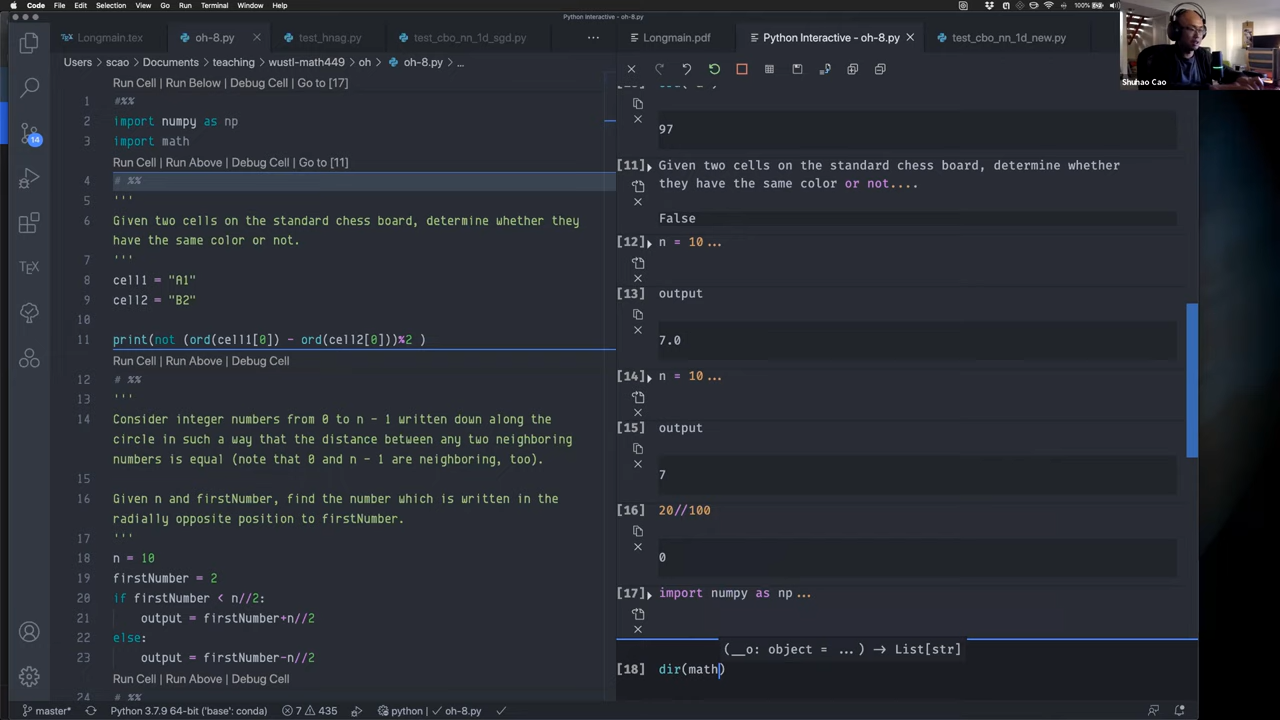 Code File Edit Selection View Go Run Terminal Window Help
100%
Python Interactive - oh-8.py
Longmain.tex oh-8.py test_hnag.py test_cbo_nn_1d_sgd.py ···
Longmain.pdf Python Interactive - oh-8.py test_cbo_nn_1d_new.py
Shuhao Cao
Users > scao > Documents > teaching > wustl-math449 > oh > oh-8.py > ...
Run Cell | Run Below | Debug Cell | Go to [17]
1 #%%
2 import numpy as np
3 import math
Run Cell | Run Above | Debug Cell | Go to [11]
4 # %%
5 '''
6 Given two cells on the standard chess board, determine whether they
have the same color or not.
7 '''
8 cell1 = "A1"
9 cell2 = "B2"
10
11 print(not (ord(cell1[0]) - ord(cell2[0]))%2 )
Run Cell | Run Above | Debug Cell
12 # %%
13 '''
14 Consider integer numbers from 0 to n - 1 written down along the
circle in such a way that the distance between any two neighboring
numbers is equal (note that 0 and n - 1 are neighboring, too).
15
16 Given n and firstNumber, find the number which is written in the
radially opposite position to firstNumber.
17 '''
18 n = 10
19 firstNumber = 2
20 if firstNumber < n//2:
21 output = firstNumber+n//2
22 else:
23 output = firstNumber-n//2
Run Cell | Run Above | Debug Cell
24 # %%
97
[11] Given two cells on the standard chess board, determine whether
they have the same color or not....
False
[12] n = 10...
[13] output
7.0
[14] n = 10...
[15] output
7
[16] 20//100
0
[17] import numpy as np...
(__o: object = ...) → List[str]
[18] dir(math)
14
TEX
master* Python 3.7.9 64-bit ('base': conda) 7 435 python | ✓ oh-8.py ✓